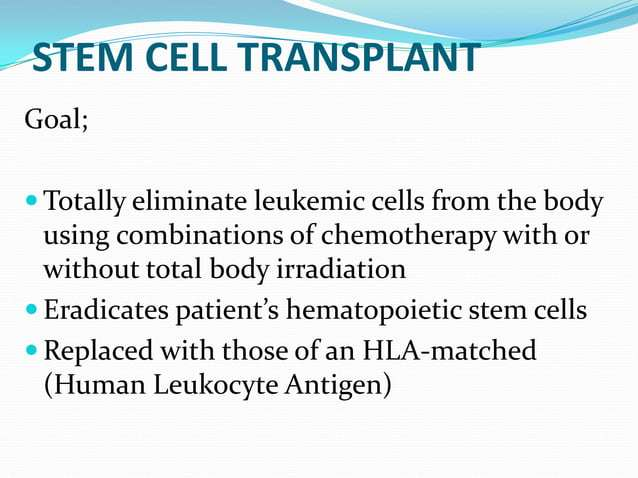 STEM CELL TRANSPLANT
Goal;
Totally eliminate leukemic cells from the body
using combinations of chemotherapy with or
without total body irradiation
Eradicates patient’s hematopoietic stem cells
Replaced with those of an HLA-matched
(Human Leukocyte Antigen)